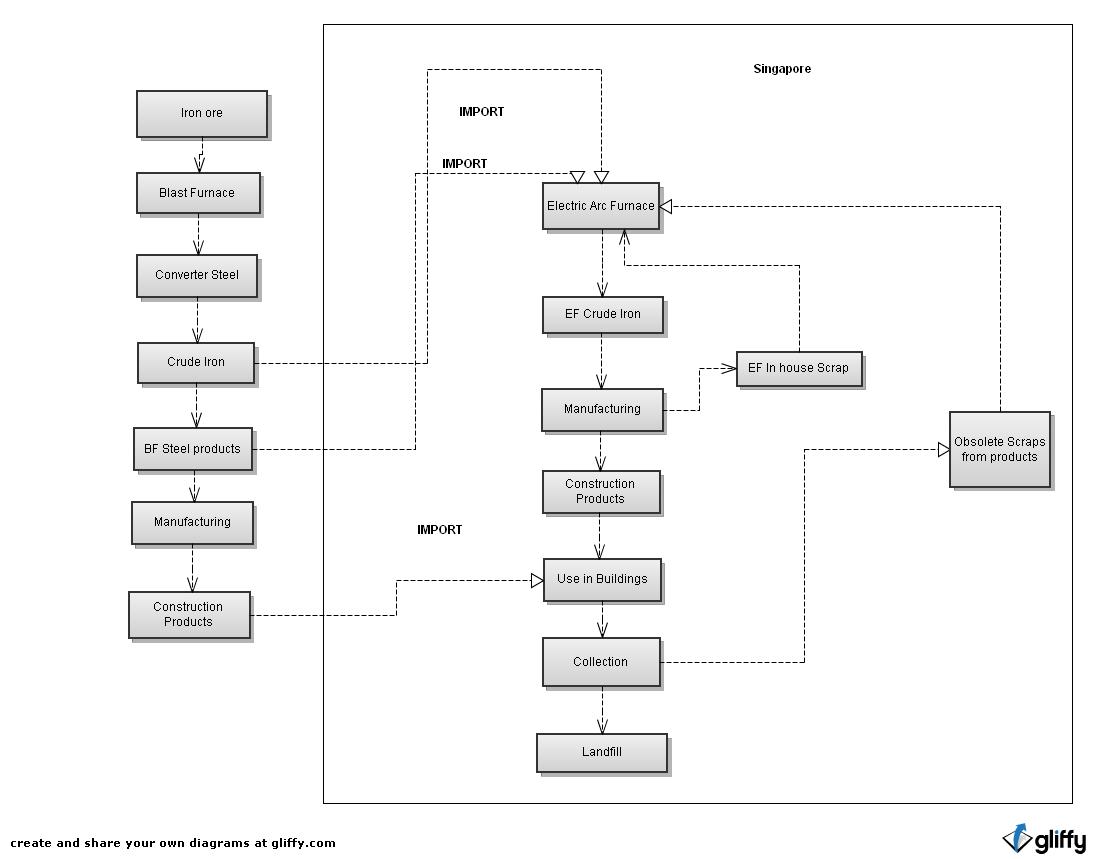 Singapore
Iron ore
IMPORT
IMPORT
Blast Furnace
Electric Arc Furnace
Converter Steel
EF Crude Iron
Crude Iron
EF In house Scrap
Manufacturing
BF Steel products
Obsolete Scraps
from products
Construction
Products
Manufacturing
IMPORT
Use in Buildings
Construction
Products
Collection
Landfill
create and share your own diagrams at gliffy.com
gliffy